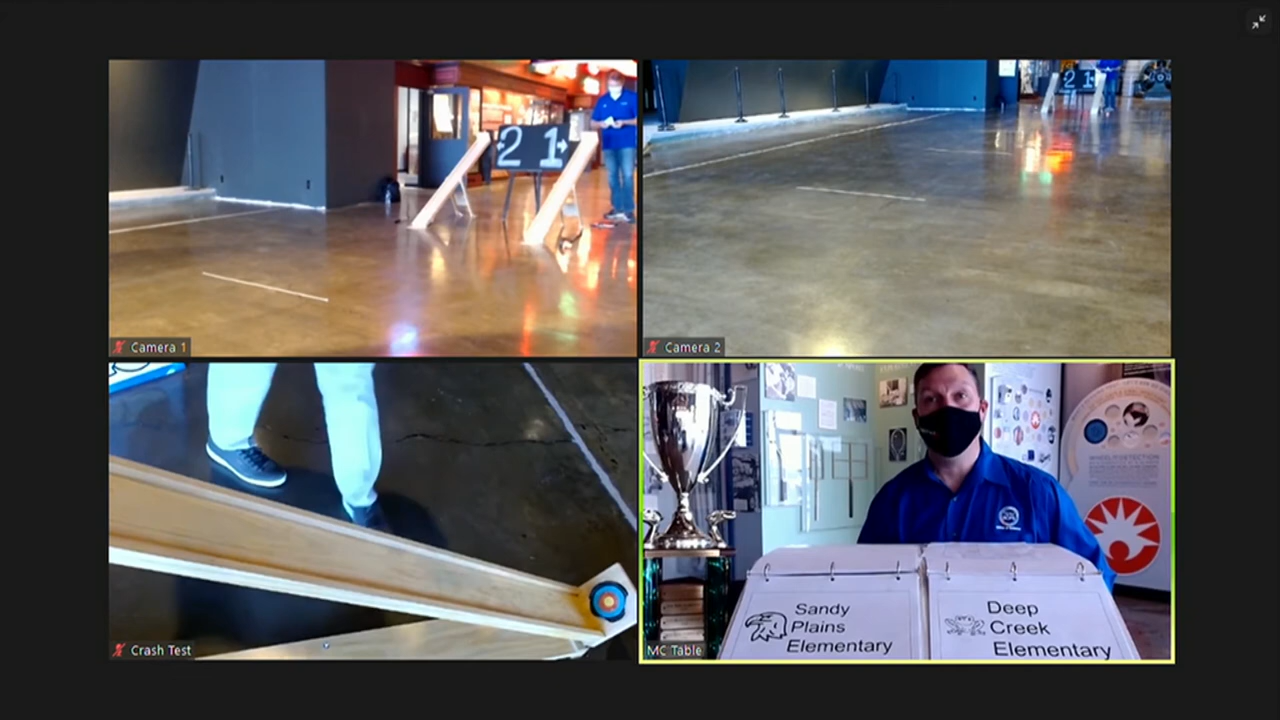 2 1
Camera 1
2 1
Camera 2
Crash Test
Sandy
Plains
Elementary
Deep
Creek
Elementary
MC Table